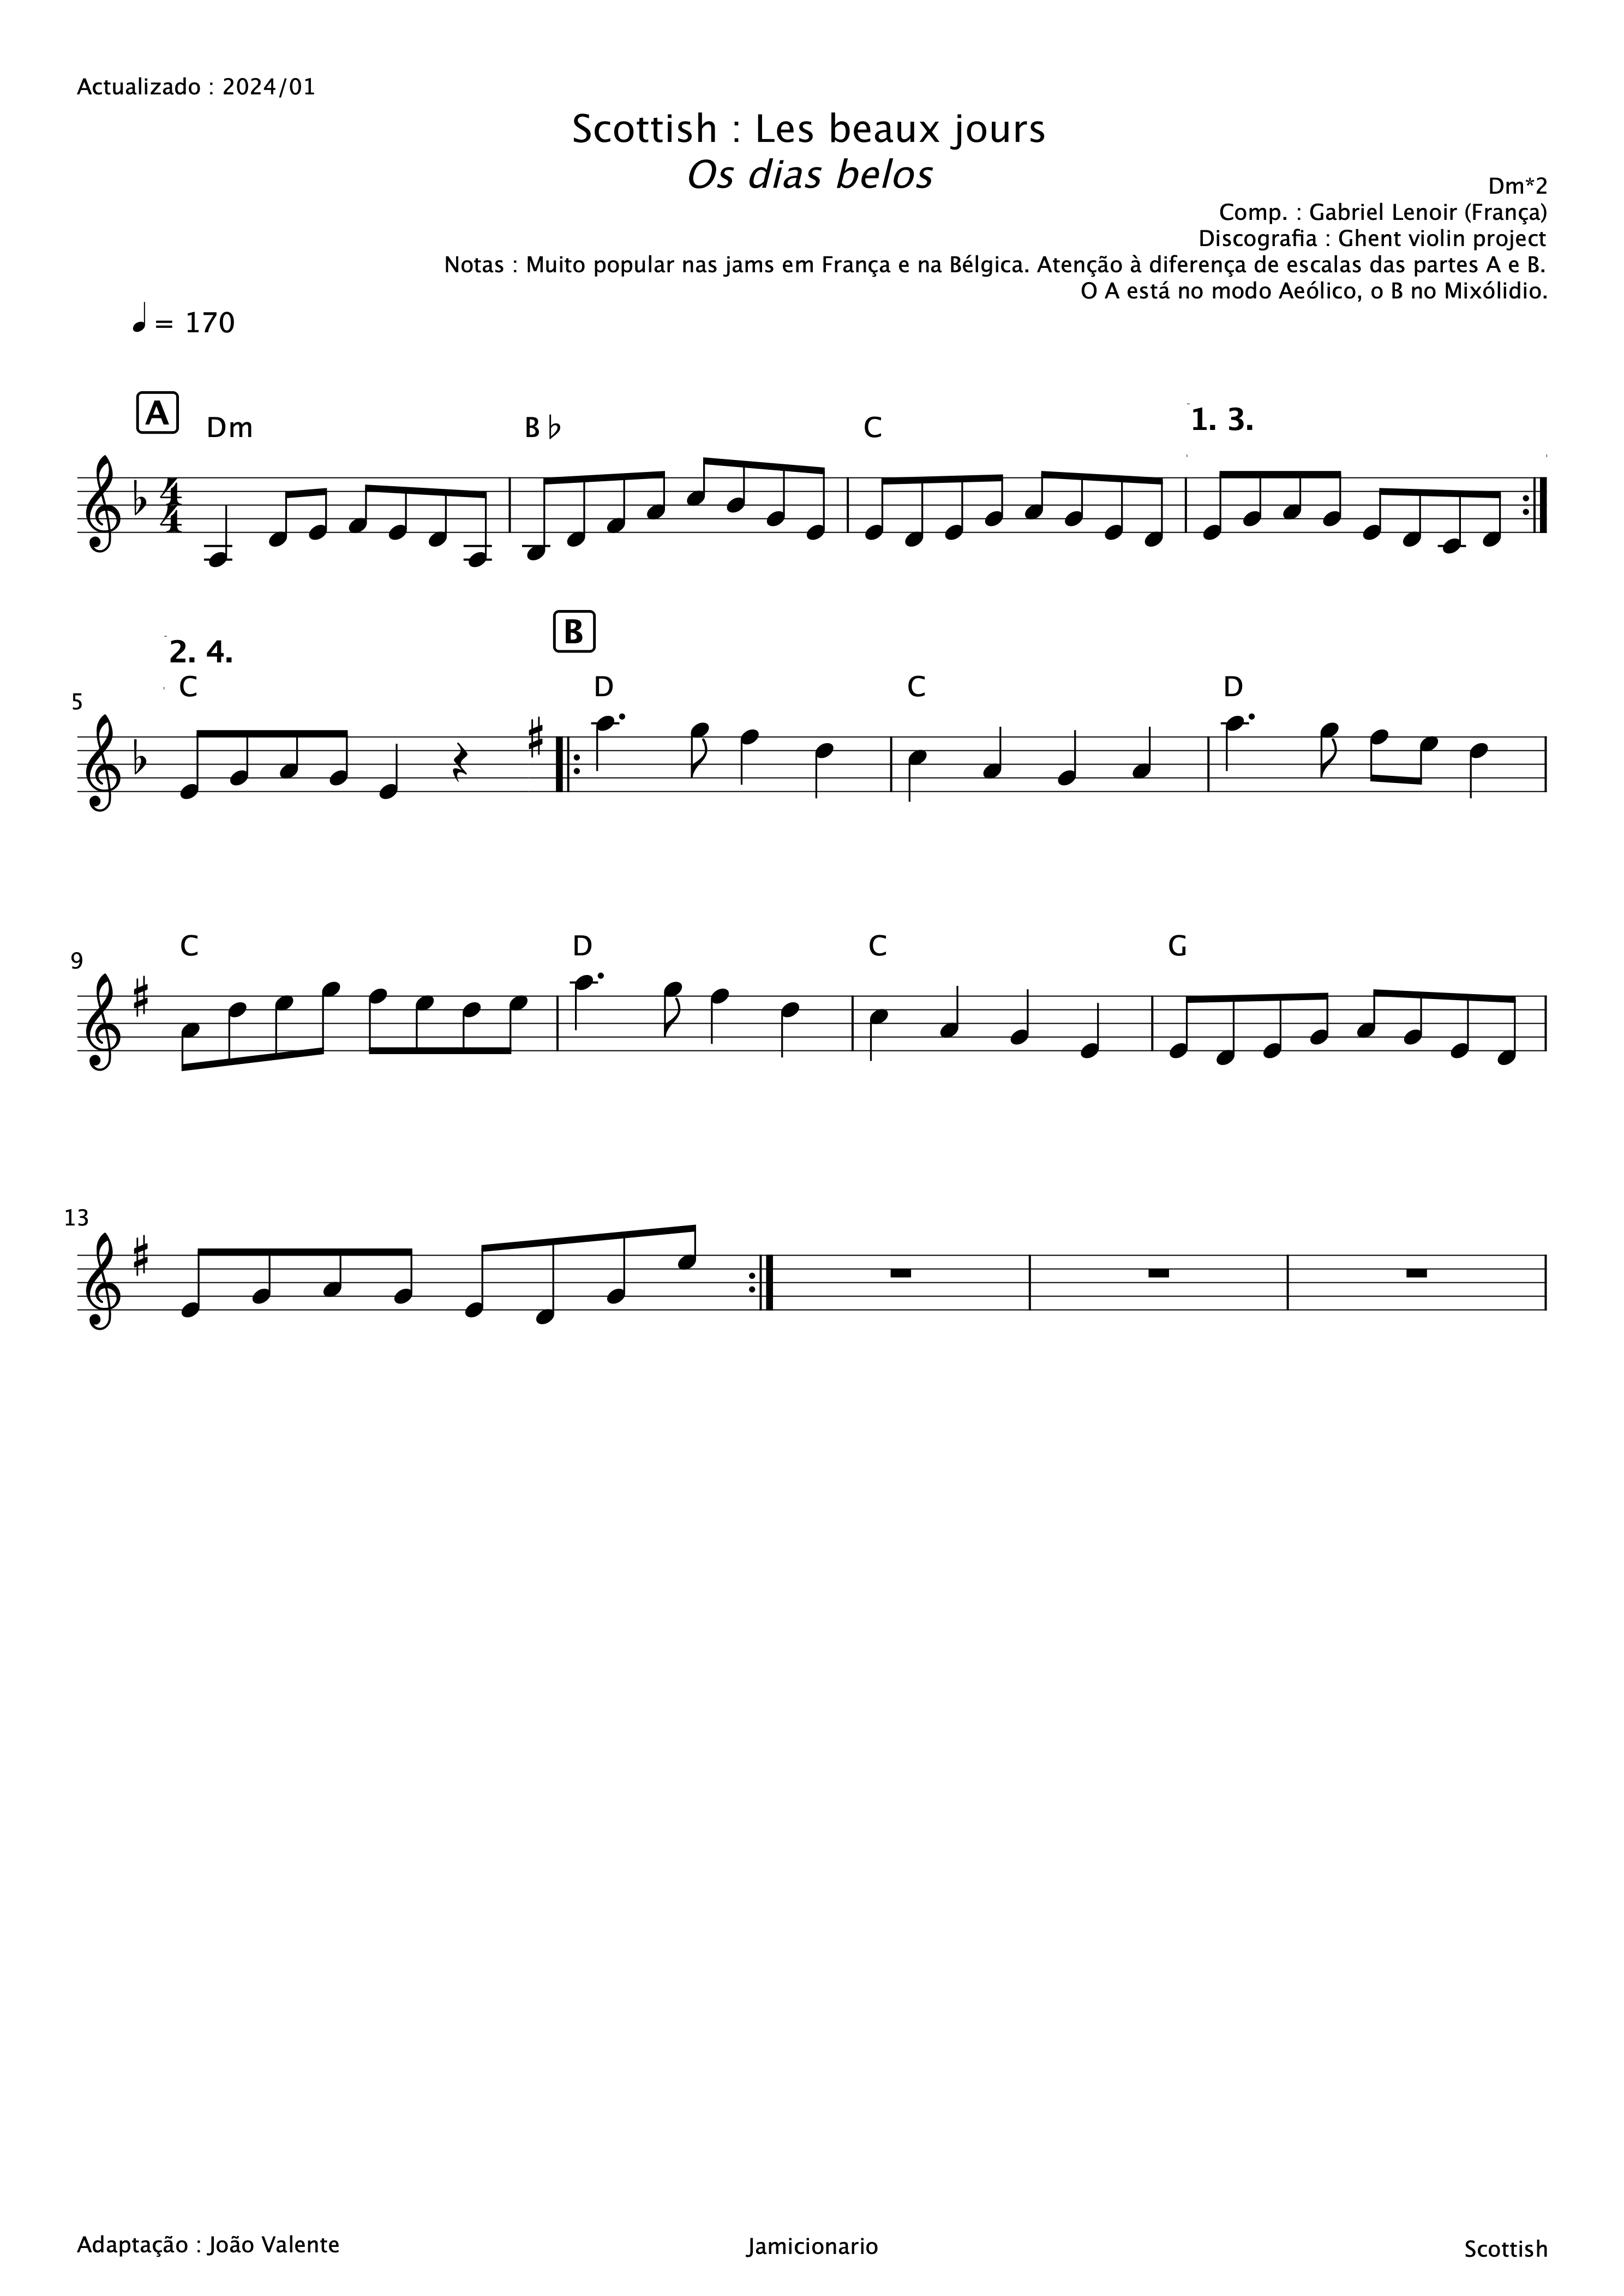 Actualizado : 2024/01
Scottish : Les beaux jours
Os dias belos
Dm*2
Comp. : Gabriel Lenoir (França)
Discografia : Ghent violin project
Notas : Muito popular nas jams em França e na Bélgica. Atenção à diferença de escalas das partes A e B.
O A está no modo Aeólico, o B no Mixólidio.
= 170
A
Dm B♭ C 1. 3.
4
4
2. 4.
B
5 C D C D
9 C D C G
13
Adaptação : João Valente Jamicionario Scottish